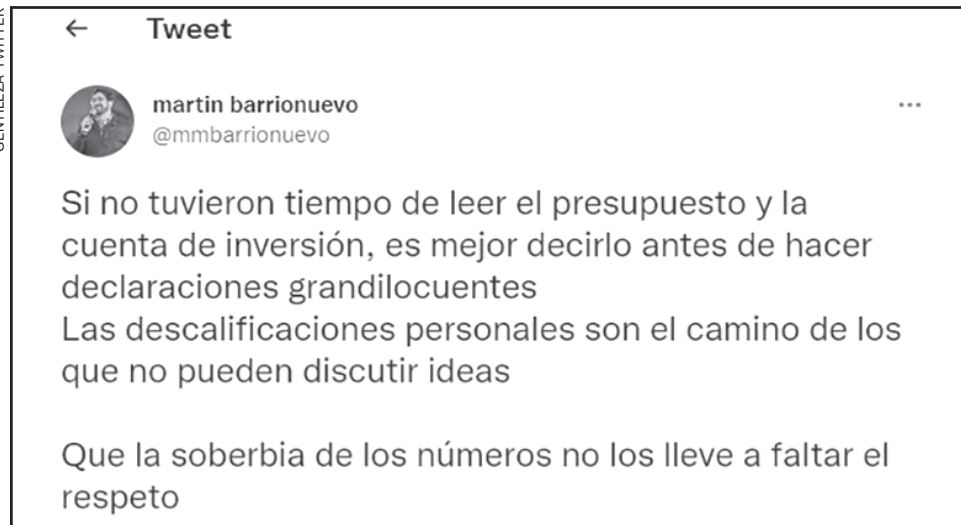 GENTILEZA TWITTER
← Tweet
martin barrionuevo
@mmbarrionuevo
Si no tuvieron tiempo de leer el presupuesto y la
cuenta de inversión, es mejor decirlo antes de hacer
declaraciones grandilocuentes
Las descalificaciones personales son el camino de los
que no pueden discutir ideas
Que la soberbia de los números no los lleve a faltar el
respeto